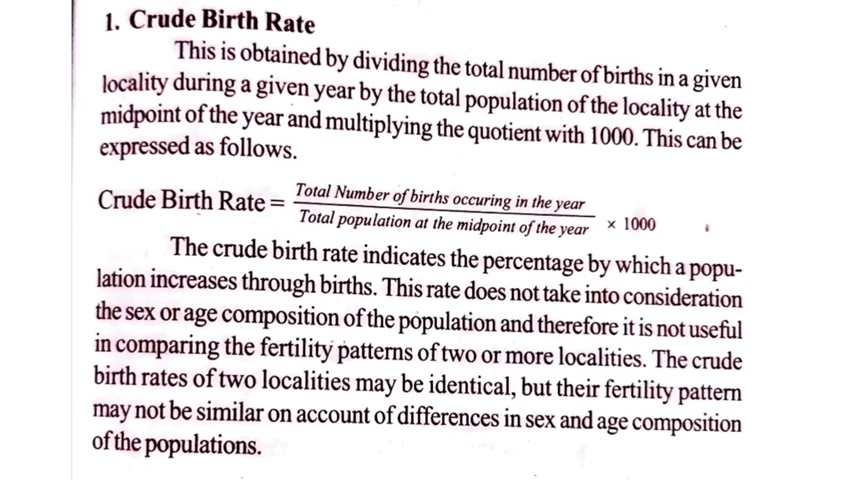 1. Crude Birth Rate
This is obtained by dividing the total number of births in a given
locality during a given year by the total population of the locality at the
midpoint of the year and multiplying the quotient with 1000. This can be
expressed as follows.
Crude Birth Rate = Total Number of births occuring in the year / Total population at the midpoint of the year × 1000
The crude birth rate indicates the percentage by which a popu-
lation increases through births. This rate does not take into consideration
the sex or age composition of the population and therefore it is not useful
in comparing the fertility patterns of two or more localities. The crude
birth rates of two localities may be identical, but their fertility pattern
may not be similar on account of differences in sex and age composition
of the populations.